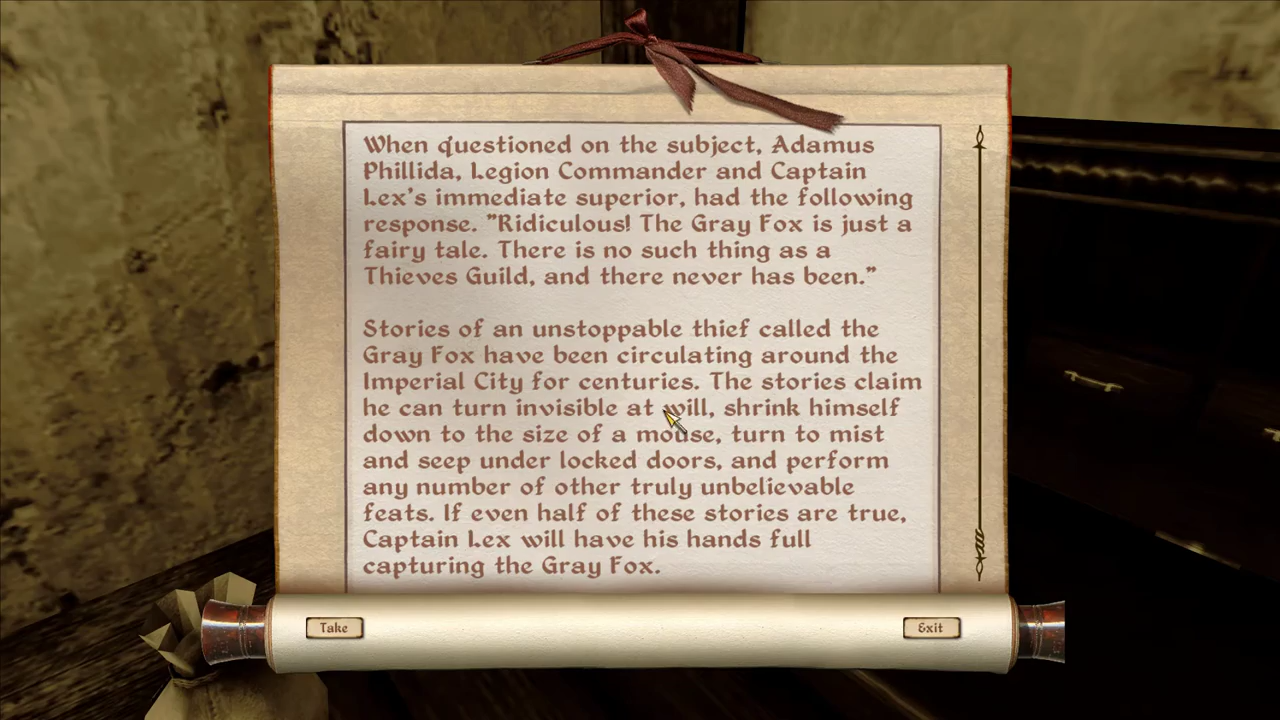 When questioned on the subject, Adamus
Phillida, Legion Commander and Captain
Lex's immediate superior, had the following
response. "Ridiculous! The Gray Fox is just a
fairy tale. There is no such thing as a
Thieves Guild, and there never has been."
Stories of an unstoppable thief called the
Gray Fox have been circulating around the
Imperial City for centuries. The stories claim
he can turn invisible at will, shrink himself
down to the size of a mouse, turn to mist
and seep under locked doors, and perform
any number of other truly unbelievable
feats. If even half of these stories are true,
Captain Lex will have his hands full
capturing the Gray Fox.
Take
Exit